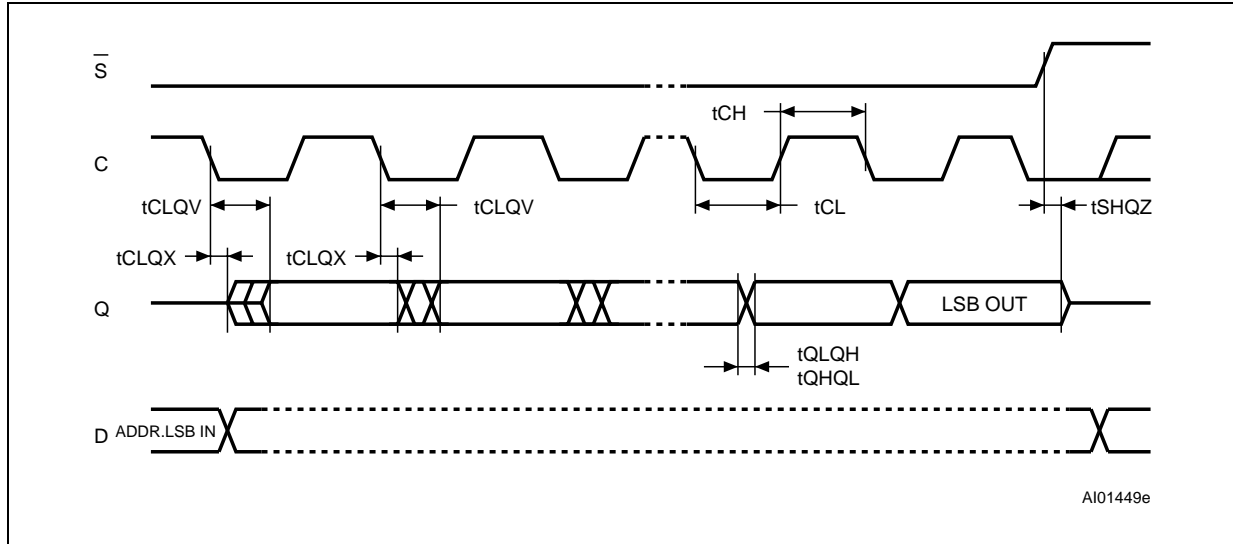 S
tCH
C
tCLQV
tCLQV
tCL
tSHQZ
tCLQX
tCLQX
Q
LSB OUT
tQLQH
tQHQL
D
ADDR.LSB IN
AI01449e